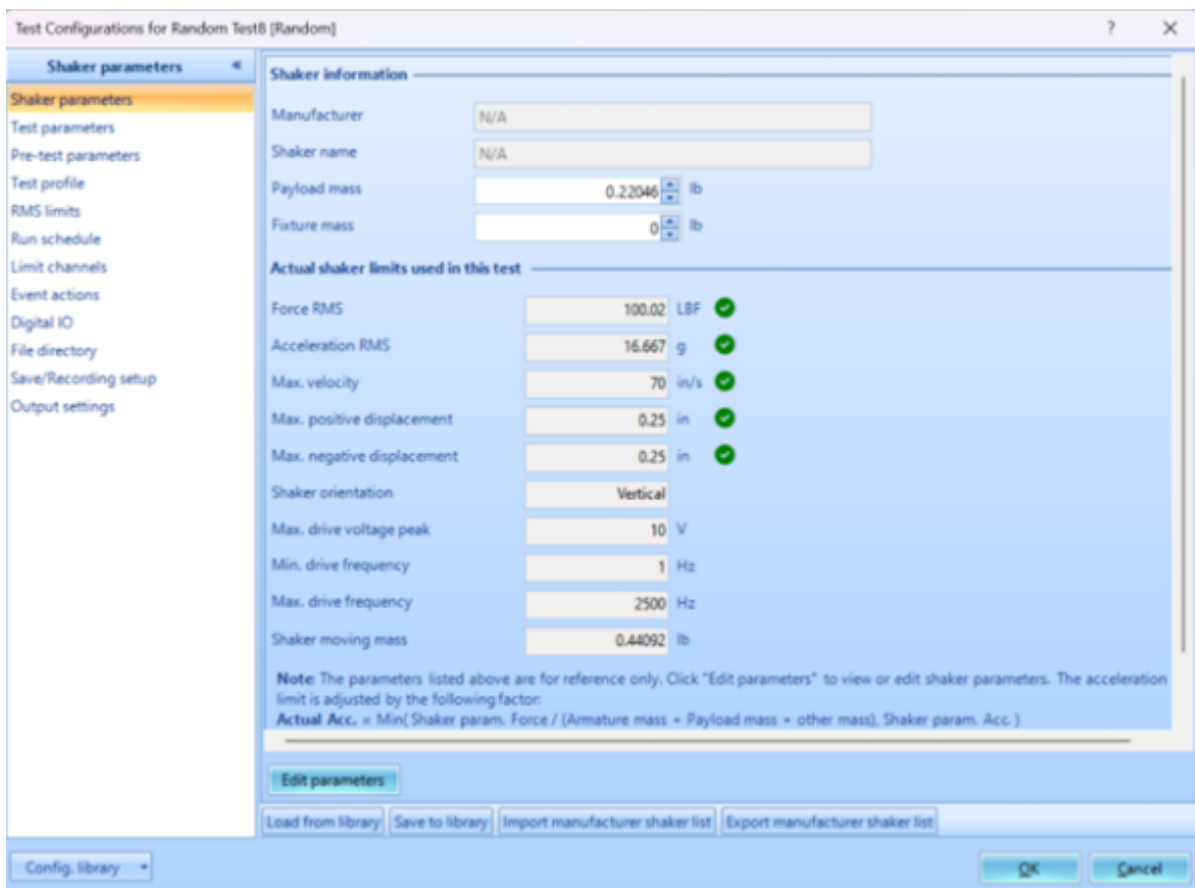 Test Configurations for Random Test8 [Random]
? ×
Shaker parameters «
Shaker parameters
Test parameters
Pre-test parameters
Test profile
RMS limits
Run schedule
Limit channels
Event actions
Digital IO
File directory
Save/Recording setup
Output settings
Shaker information
Manufacturer N/A
Shaker name N/A
Payload mass 0.22046 lb
Fixture mass 0 lb
Actual shaker limits used in this test
Force RMS 100.02 LBF
Acceleration RMS 16.667 g
Max. velocity 70 in/s
Max. positive displacement 0.25 in
Max. negative displacement 0.25 in
Shaker orientation Vertical
Max. drive voltage peak 10 V
Min. drive frequency 1 Hz
Max. drive frequency 2500 Hz
Shaker moving mass 0.44092 lb
Note: The parameters listed above are for reference only. Click "Edit parameters" to view or edit shaker parameters. The acceleration
limit is adjusted by the following factor:
Actual Acc. = Min( Shaker param. Force / (Armature mass + Payload mass + other mass), Shaker param. Acc. )
Edit parameters
Load from library Save to library Import manufacturer shaker list Export manufacturer shaker list
Config. library OK Cancel